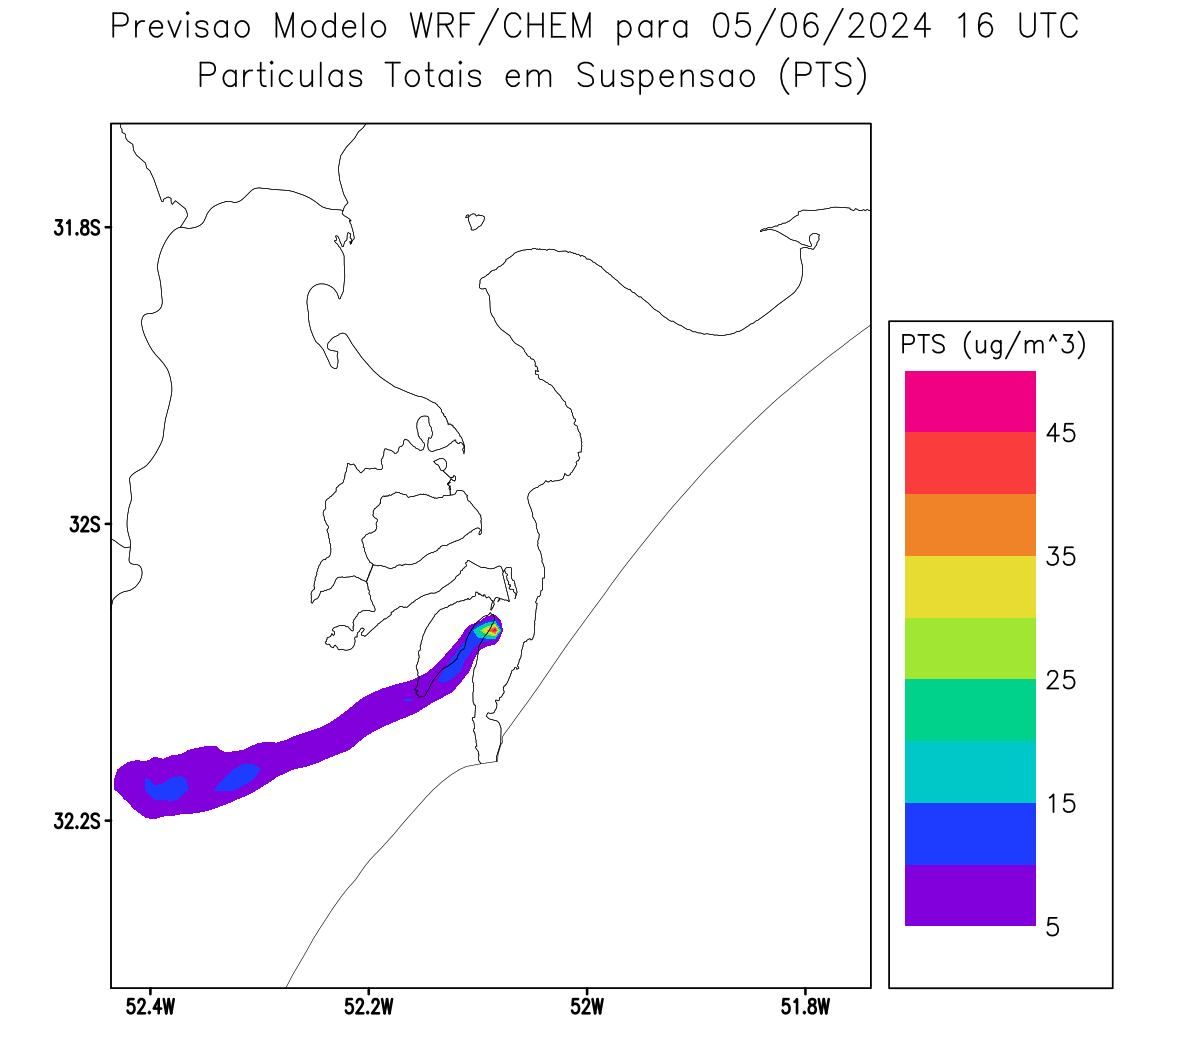 Previsao Modelo WRF/CHEM para 05/06/2024 16 UTC
Particulas Totais em Suspensao (PTS)
31.8S
32S
32.2S
52.4W
52.2W
52W
51.8W
PTS (ug/m^3)
45
35
25
15
5